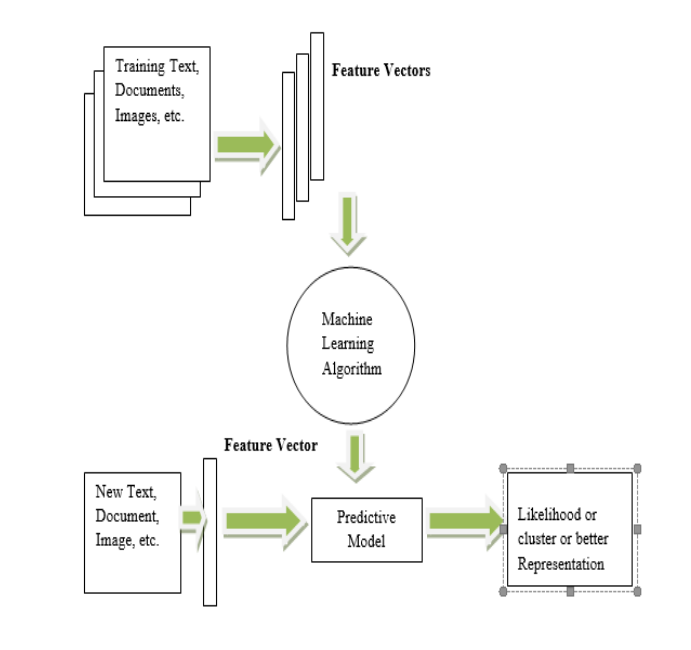 Training Text,
Documents,
Images, etc.
Feature Vectors
Machine
Learning
Algorithm
Feature Vector
New Text,
Document,
Image, etc.
Predictive
Model
Likelihood or
cluster or better
Representation